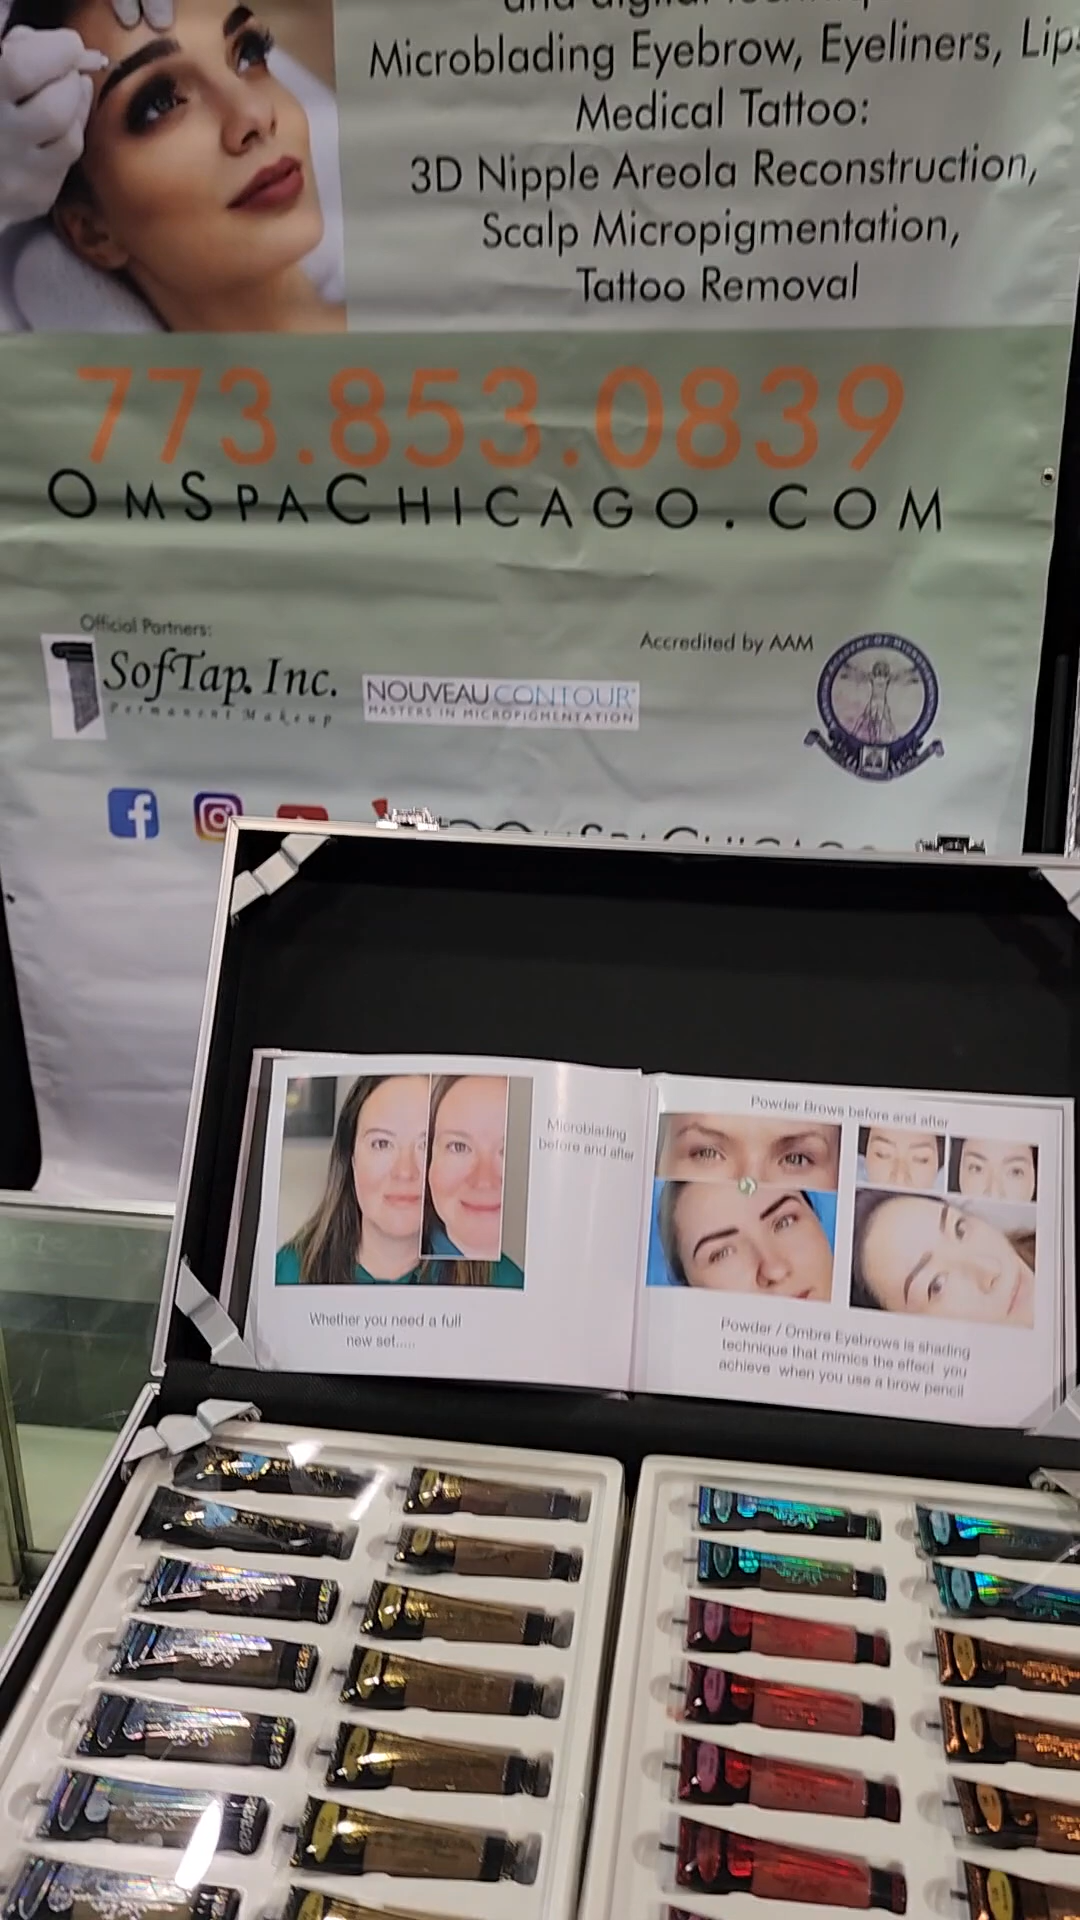 and digital
Microblading Eyebrow, Eyeliners, Lips
Medical Tattoo:
3D Nipple Areola Reconstruction,
Scalp Micropigmentation,
Tattoo Removal
773.853.0839
OMSPACHICAGO.COM
Official Partners:
SofTap. Inc.
Permanent Makeup
NOUVEAU CONTOUR
MASTERS IN MICROPIGMENTATION
Accredited by AAM
Microblading
before and after
Whether you need a full
new set.....
Powder Brows before and after
Powder / Ombre Eyebrows is shading
technique that mimics the effect you
achieve when you use a brow pencil